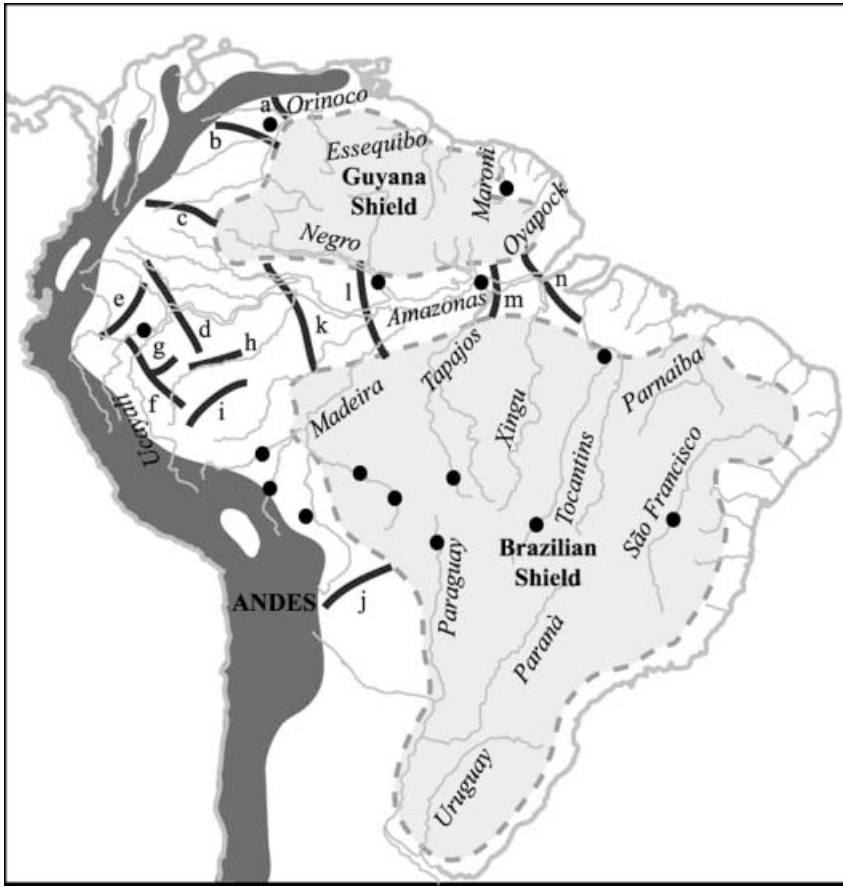 a
Orinoco
b
Essequibo
Guyana
Shield
Maroni
c
Oyapock
Negro
e
l
n
Amazonas
m
d
k
h
g
Tapajos
f
i
Parnaiba
Ucayali
Madeira
Xingu
Tocantins
São Francisco
Brazilian
Shield
ANDES
j
Paraguay
Paranà
Uruguay